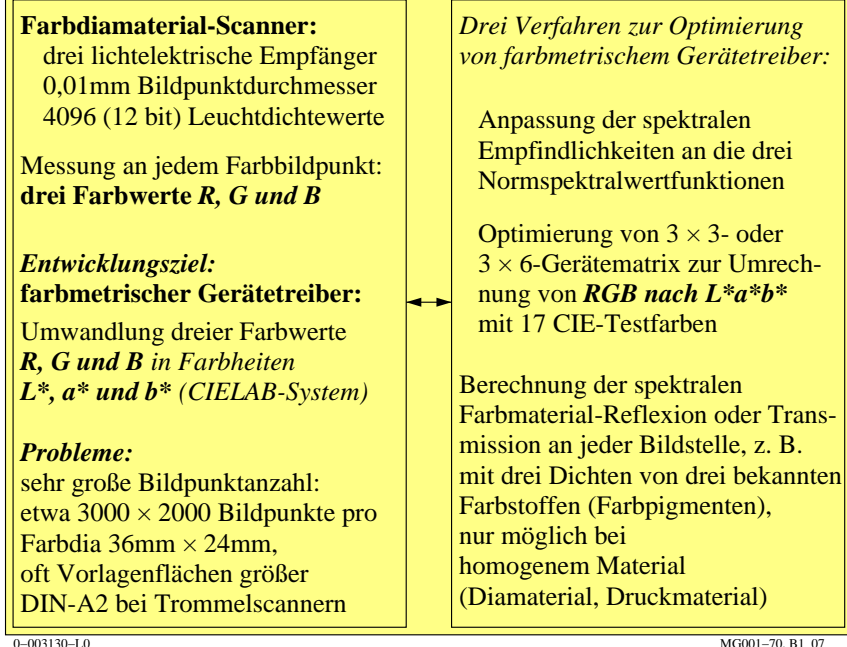 Farbdiamaterial-Scanner:
drei lichtelektrische Empfänger
0,01mm Bildpunktdurchmesser
4096 (12 bit) Leuchtdichtewerte
Messung an jedem Farbbildpunkt:
drei Farbwerte R, G und B
Entwicklungsziel:
farbmetrischer Gerätetreiber:
Umwandlung dreier Farbwerte
R, G und B in Farbheiten
L*, a* und b* (CIELAB-System)
Probleme:
sehr große Bildpunktanzahl:
etwa 3000 × 2000 Bildpunkte pro
Farbdia 36mm × 24mm,
oft Vorlagenflächen größer
DIN-A2 bei Trommelscannern
Drei Verfahren zur Optimierung
von farbmetrischem Gerätetreiber:
Anpassung der spektralen
Empfindlichkeiten an die drei
Normspektralwertfunktionen
Optimierung von 3 × 3- oder
3 × 6-Gerätematrix zur Umrech-
nung von RGB nach L*a*b*
mit 17 CIE-Testfarben
Berechnung der spektralen
Farbmaterial-Reflexion oder Trans-
mission an jeder Bildstelle, z. B.
mit drei Dichten von drei bekannten
Farbstoffen (Farbpigmenten),
nur möglich bei
homogenem Material
(Diamaterial, Druckmaterial)
0−003130−L0
MG001−70, B1_07